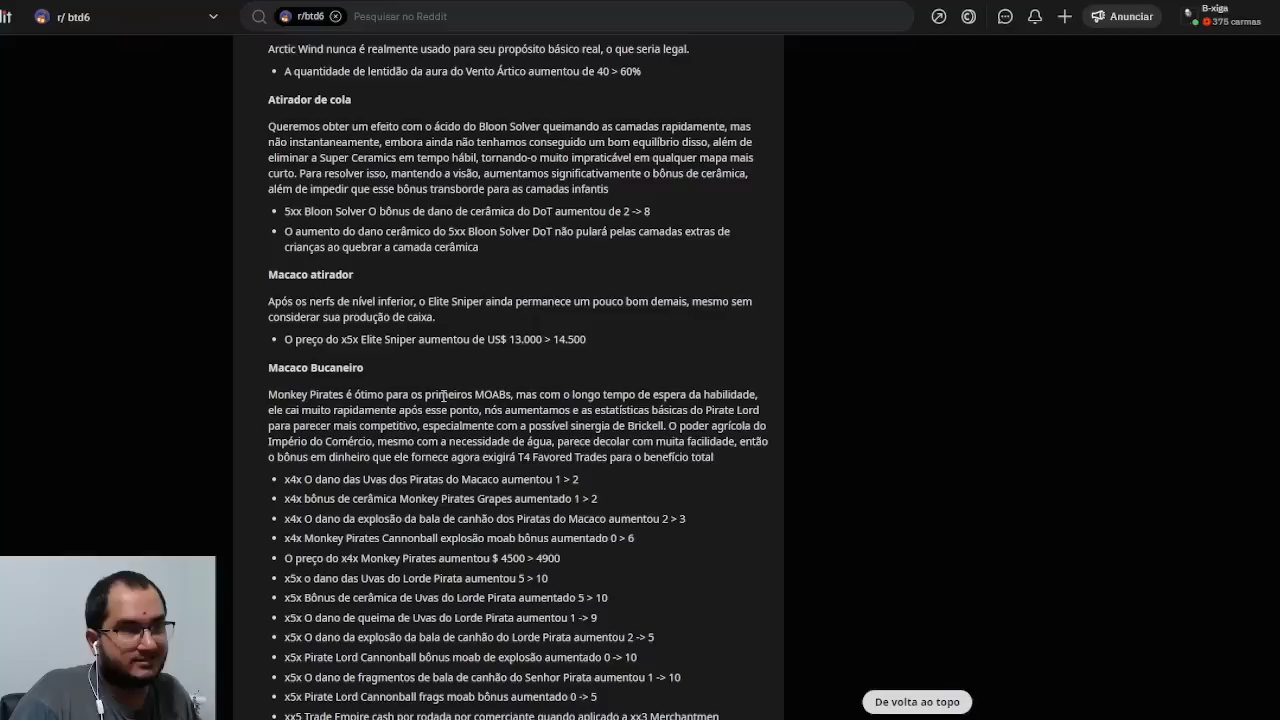 it
r/ btd6
r/btd6
Pesquisar no Reddit
Anunciar
B-xiga
375 carmas
Arctic Wind nunca é realmente usado para seu propósito básico real, o que seria legal.
• A quantidade de lentidão da aura do Vento Ártico aumentou de 40 > 60%
Atirador de cola
Queremos obter um efeito com o ácido do Bloon Solver queimando as camadas rapidamente, mas
não instantaneamente, embora ainda não tenhamos conseguido um bom equilíbrio disso, além de
eliminar a Super Ceramics em tempo hábil, tornando-o muito impraticável em qualquer mapa mais
curto. Para resolver isso, mantendo a visão, aumentamos significativamente o bônus de cerâmica,
além de impedir que esse bônus transborde para as camadas infantis
• 5xx Bloon Solver O bônus de dano de cerâmica do DoT aumentou de 2 -> 8
• O aumento do dano cerâmico do 5xx Bloon Solver DoT não pulará pelas camadas extras de
crianças ao quebrar a camada cerâmica
Macaco atirador
Após os nerfs de nível inferior, o Elite Sniper ainda permanece um pouco bom demais, mesmo sem
considerar sua produção de caixa.
• O preço do x5x Elite Sniper aumentou de US$ 13.000 > 14.500
Macaco Bucaneiro
Monkey Pirates é ótimo para os primeiros MOABs, mas com o longo tempo de espera da habilidade,
ele cai muito rapidamente após esse ponto, nós aumentamos e as estatísticas básicas do Pirate Lord
para parecer mais competitivo, especialmente com a possível sinergia de Brickell. O poder agrícola do
Império do Comércio, mesmo com a necessidade de água, parece decolar com muita facilidade, então
o bônus em dinheiro que ele fornece agora exigirá T4 Favored Trades para o benefício total
• x4x O dano das Uvas dos Piratas do Macaco aumentou 1 > 2
• x4x bônus de cerâmica Monkey Pirates Grapes aumentado 1 > 2
• x4x O dano da explosão da bala de canhão dos Piratas do Macaco aumentou 2 > 3
• x4x Monkey Pirates Cannonball explosão moab bônus aumentado 0 > 6
• O preço do x4x Monkey Pirates aumentou $ 4500 > 4900
• x5x o dano das Uvas do Lorde Pirata aumentou 5 > 10
• x5x Bônus de cerâmica de Uvas do Lorde Pirata aumentado 5 > 10
• x5x O dano de queima de Uvas do Lorde Pirata aumentou 1 -> 9
• x5x O dano da explosão da bala de canhão do Lorde Pirata aumentou 2 -> 5
• x5x Pirate Lord Cannonball bônus moab de explosão aumentado 0 -> 10
• x5x O dano de fragmentos de bala de canhão do Senhor Pirata aumentou 1 -> 10
• x5x Pirate Lord Cannonball frags moab bônus aumentado 0 -> 5
• xx5 Trade Empire cash por rodada por comerciante quando aplicado a xx3 Merchantmen
De volta ao topo